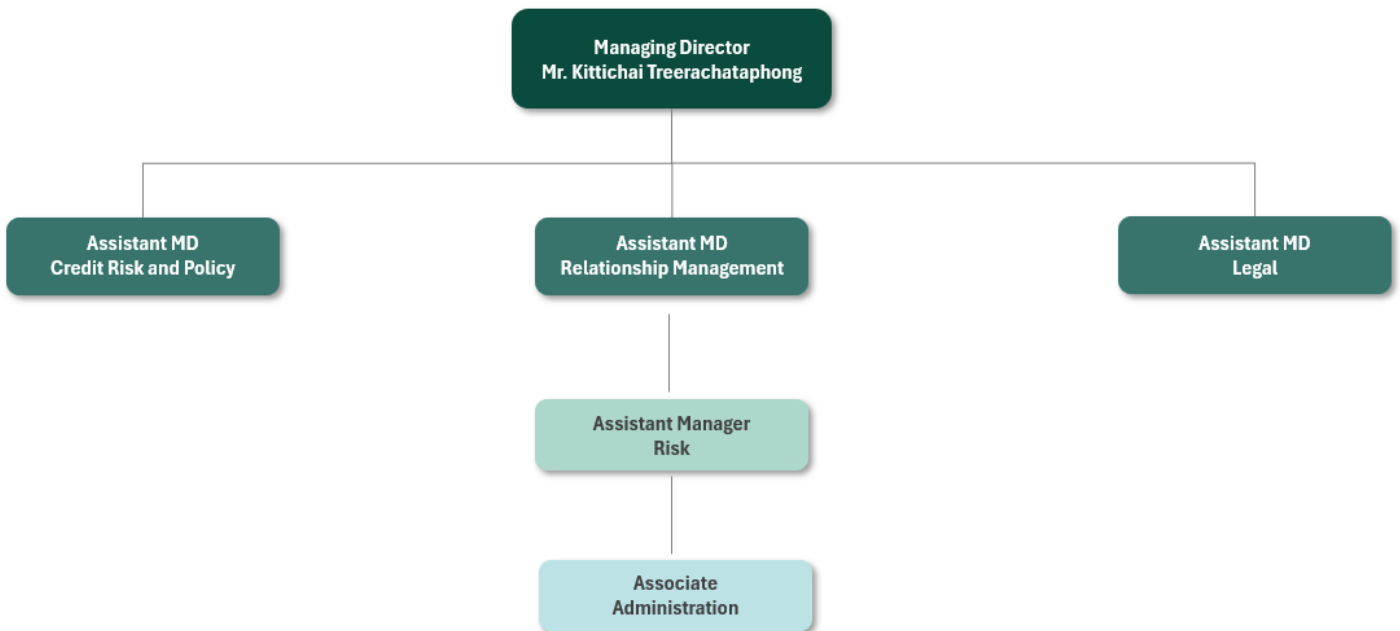 Managing Director
Mr. Kittichai Treerachataphong
Assistant MD
Credit Risk and Policy
Assistant MD
Relationship Management
Assistant MD
Legal
Assistant Manager
Risk
Associate
Administration